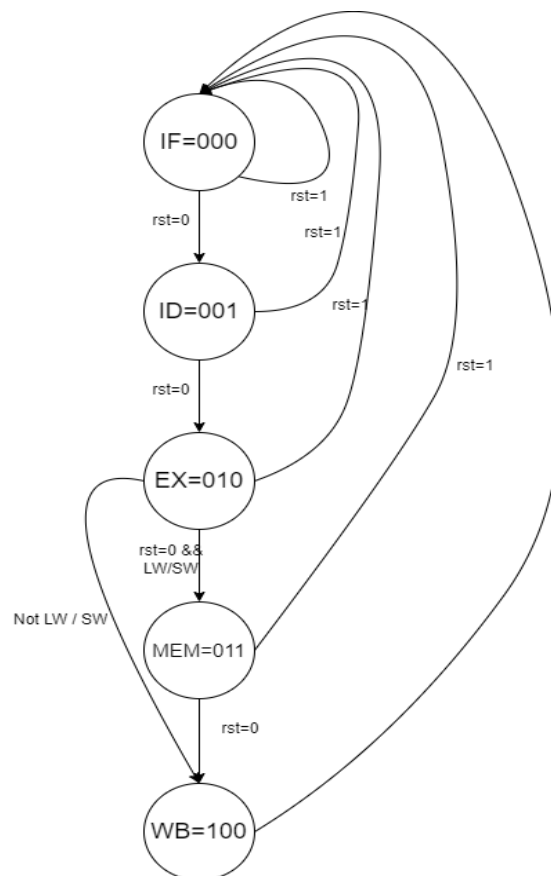 IF=000
rst=1
rst=0
rst=1
ID=001
rst=1
rst=0
rst=1
EX=010
rst=0 &&
LW/SW
Not LW / SW
MEM=011
rst=0
WB=100